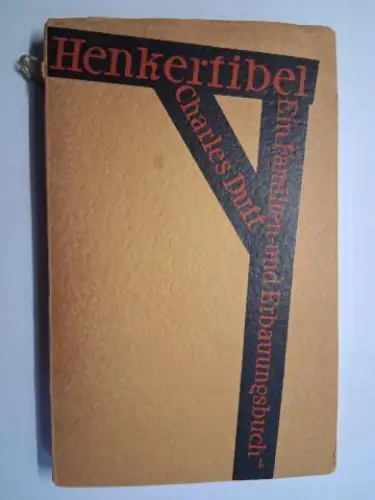 Henkerfibel
Charles Duff
Ein Familien- und Erbauungsbuch